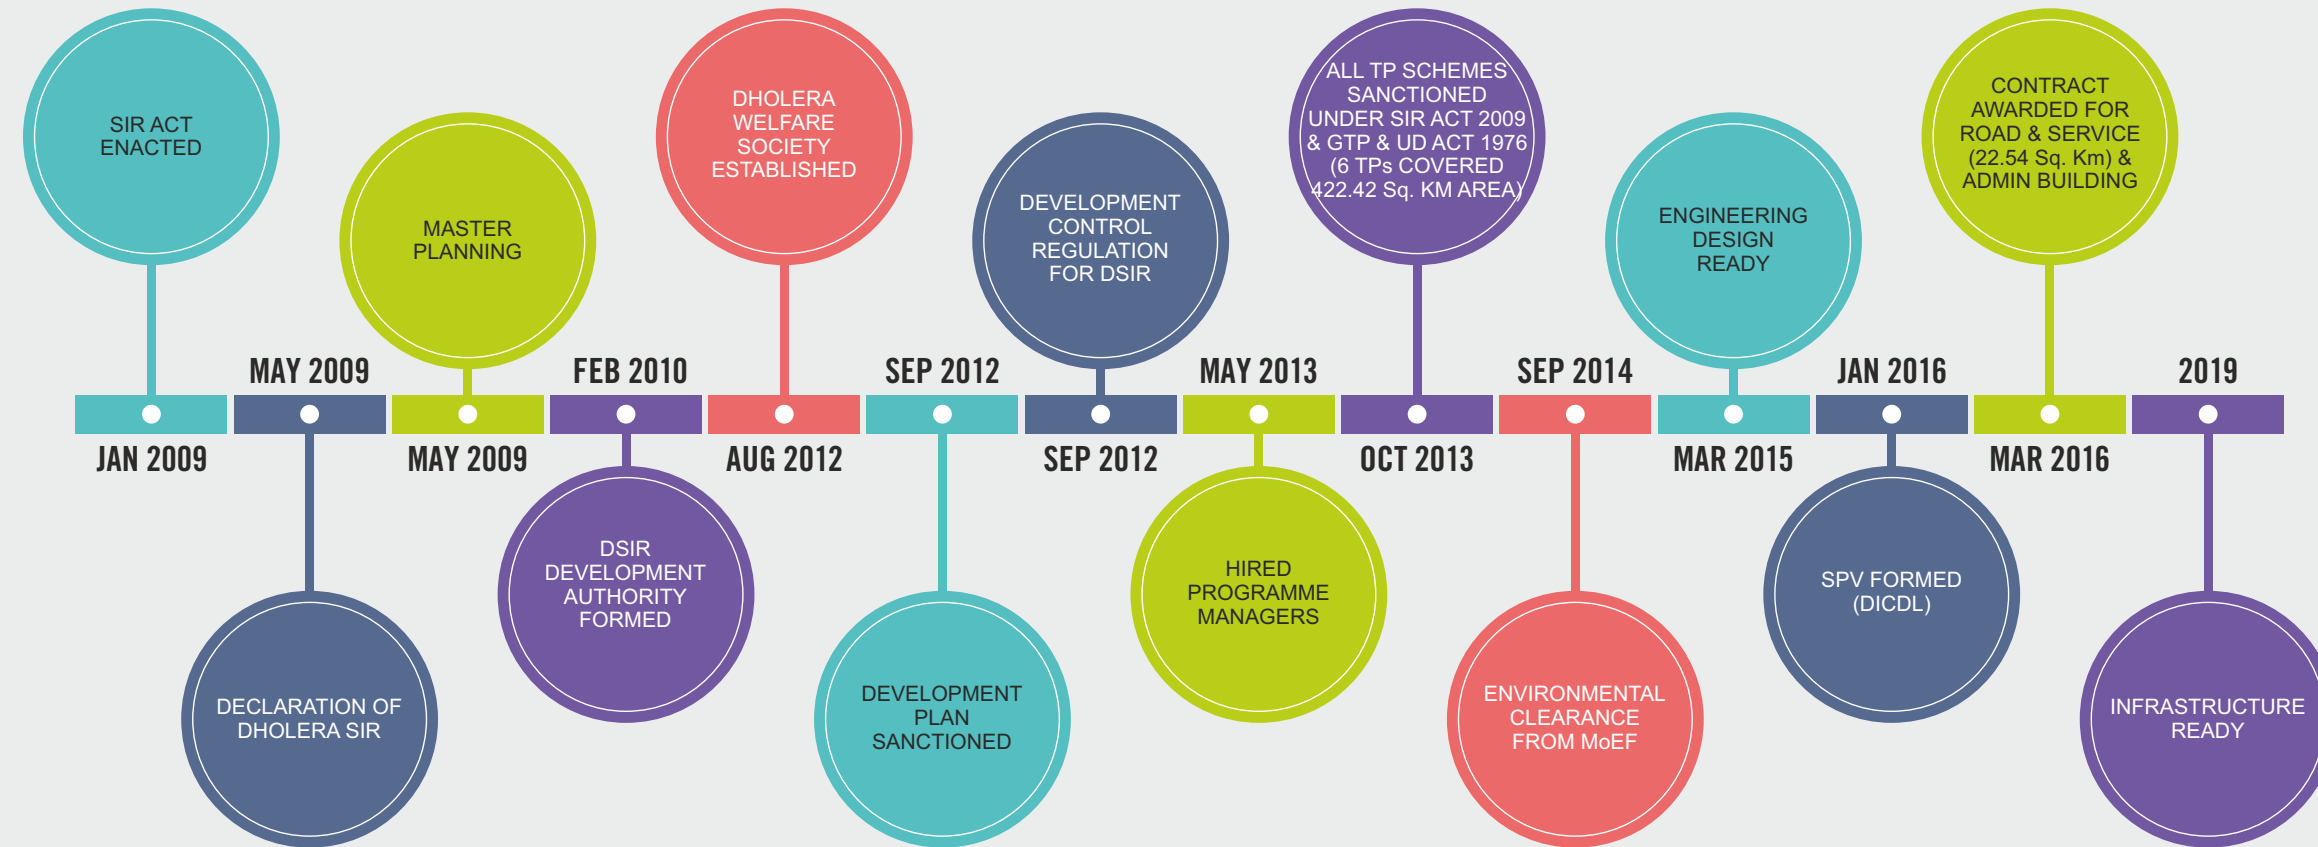 SIR ACT
ENACTED
JAN 2009
MAY 2009
DECLARATION OF
DHOLERA SIR
MASTER
PLANNING
MAY 2009
FEB 2010
DSIR
DEVELOPMENT
AUTHORITY
FORMED
DHOLERA
WELFARE
SOCIETY
ESTABLISHED
AUG 2012
SEP 2012
DEVELOPMENT
PLAN
SANCTIONED
DEVELOPMENT
CONTROL
REGULATION
FOR DSIR
SEP 2012
MAY 2013
HIRED
PROGRAMME
MANAGERS
ALL TP SCHEMES
SANCTIONED
UNDER SIR ACT 2009
& GTP & UD ACT 1976
(6 TPs COVERED
422.42 Sq. KM AREA)
OCT 2013
SEP 2014
ENVIRONMENTAL
CLEARANCE
FROM MoEF
ENGINEERING
DESIGN
READY
MAR 2015
JAN 2016
SPV FORMED
(DICDL)
CONTRACT
AWARDED FOR
ROAD & SERVICE
(22.54 Sq. Km) &
ADMIN BUILDING
MAR 2016
2019
INFRASTRUCTURE
READY